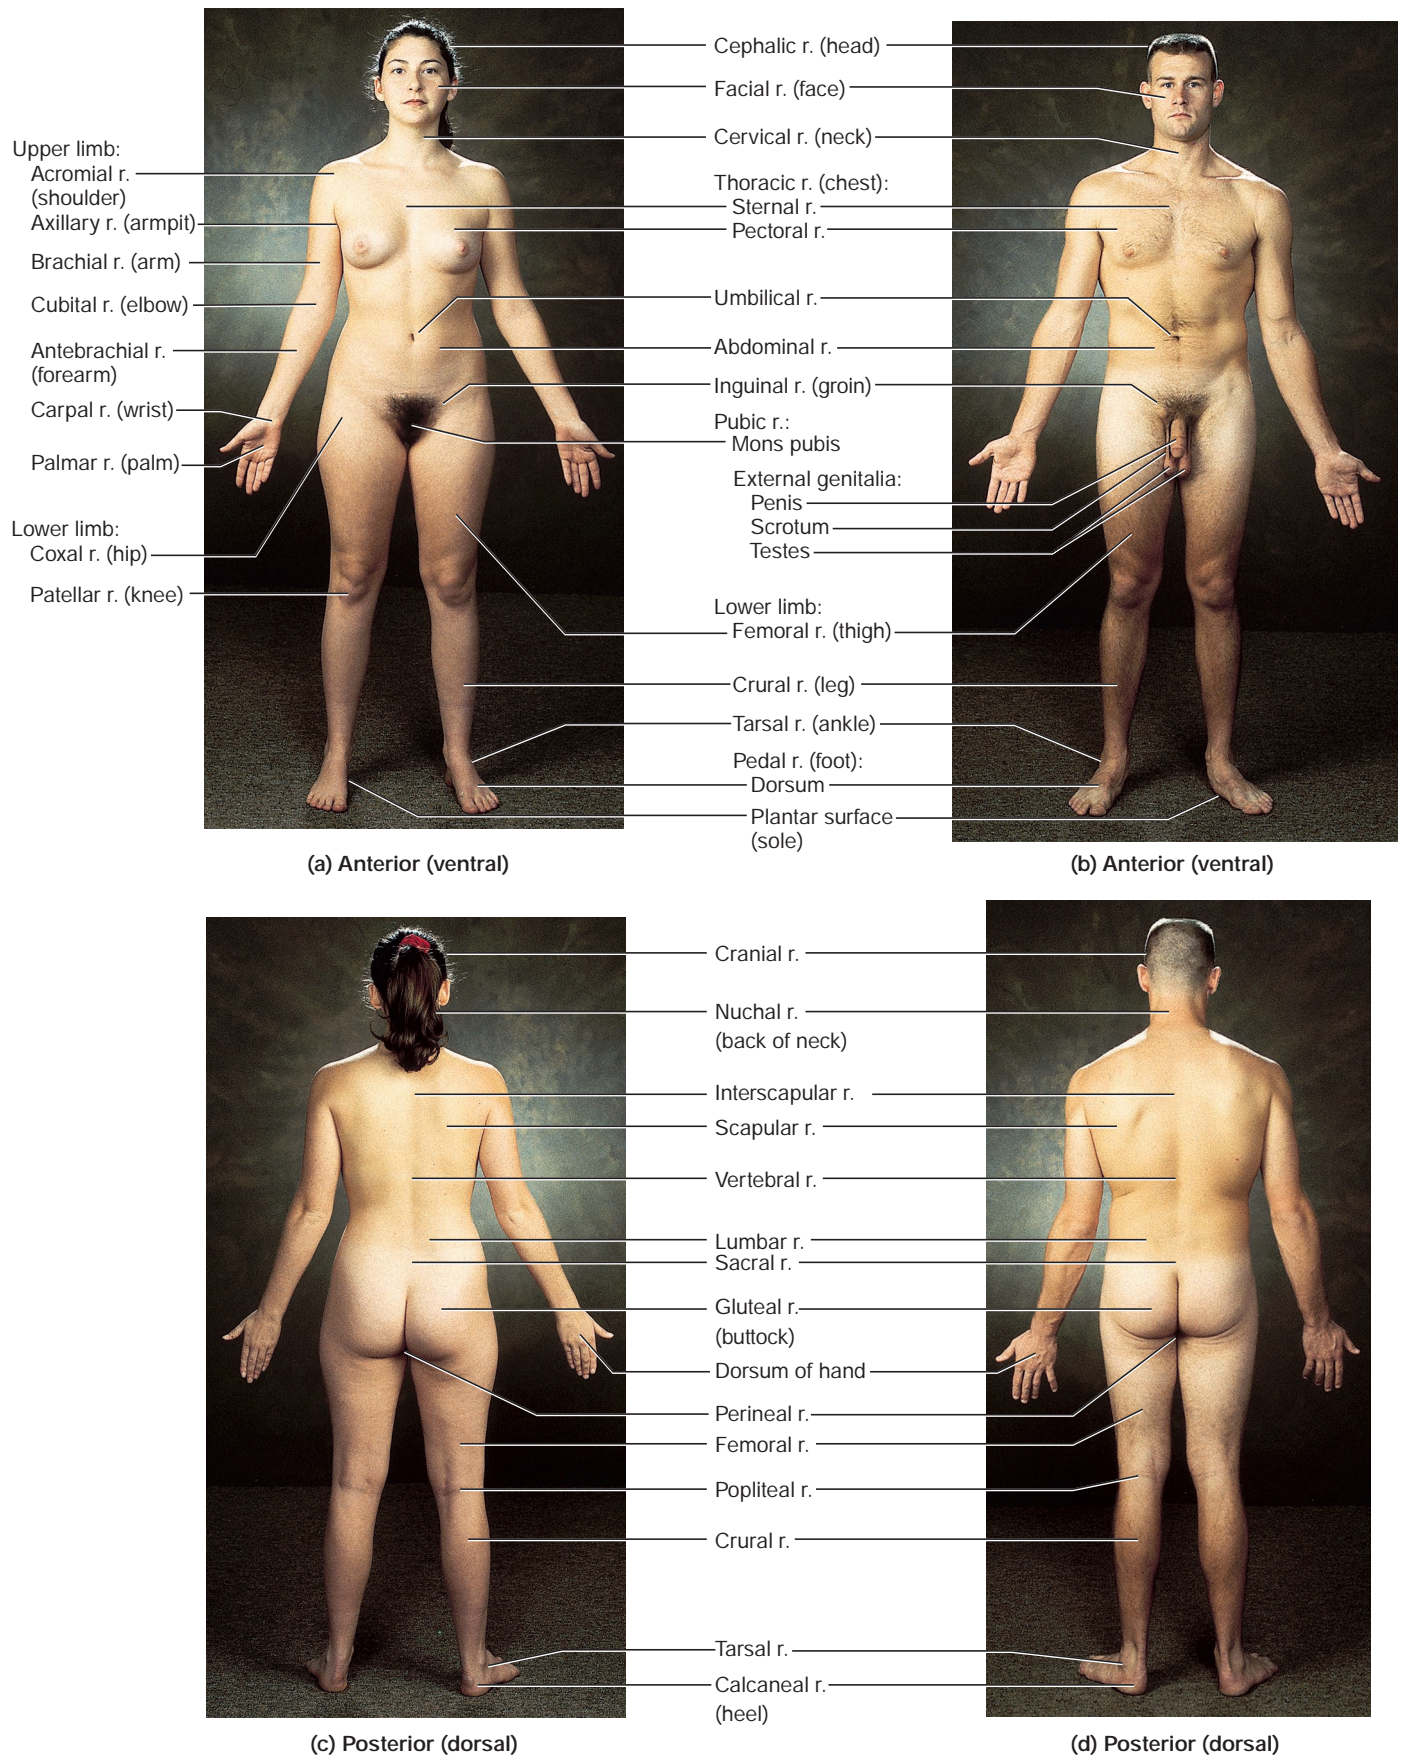 Cephalic r. (head)
Facial r. (face)
Cervical r. (neck)
Upper limb:
Acromial r.
(shoulder)
Axillary r. (armpit)
Brachial r. (arm)
Cubital r. (elbow)
Antebrachial r.
(forearm)
Carpal r. (wrist)
Palmar r. (palm)
Lower limb:
Coxal r. (hip)
Patellar r. (knee)
Thoracic r. (chest):
Sternal r.
Pectoral r.
Umbilical r.
Abdominal r.
Inguinal r. (groin)
Pubic r.:
Mons pubis
External genitalia:
Penis
Scrotum
Testes
Lower limb:
Femoral r. (thigh)
Crural r. (leg)
Tarsal r. (ankle)
Pedal r. (foot):
Dorsum
Plantar surface
(sole)
(a) Anterior (ventral)
(b) Anterior (ventral)
Cranial r.
Nuchal r.
(back of neck)
Interscapular r.
Scapular r.
Vertebral r.
Lumbar r.
Sacral r.
Gluteal r.
(buttock)
Dorsum of hand
Perineal r.
Femoral r.
Popliteal r.
Crural r.
Tarsal r.
Calcaneal r.
(heel)
(c) Posterior (dorsal)
(d) Posterior (dorsal)